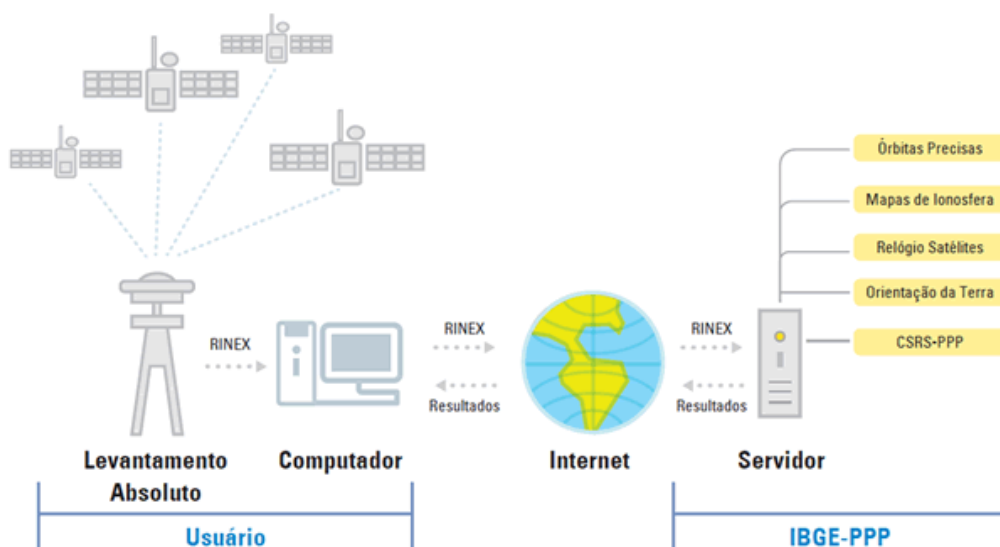 Órbitas Precisas
Mapas de Ionosfera
Relógio Satélites
Orientação da Terra
CSRS-PPP
RINEX
RINEX
RINEX
Resultados
Resultados
Levantamento
Absoluto
Computador
Internet
Servidor
Usuário
IBGE-PPP